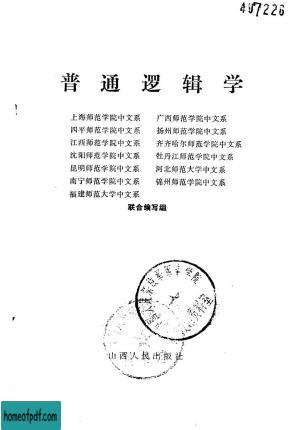 467226
普通逻辑学
上海师范学院中文系 广西师范学院中文系
四平师范学院中文系 扬州师范学院中文系
江西师范学院中文系 齐齐哈尔师范学院中文系
沈阳师范学院中文系 牡丹江师范学院中文系
昆明师范学院中文系 河北师范大学中文系
南宁师范学院中文系 锦州师范学院中文系
福建师范大学中文系
联合编写组
山西人民出版社
homeofpdf.com
homeofpdf.com